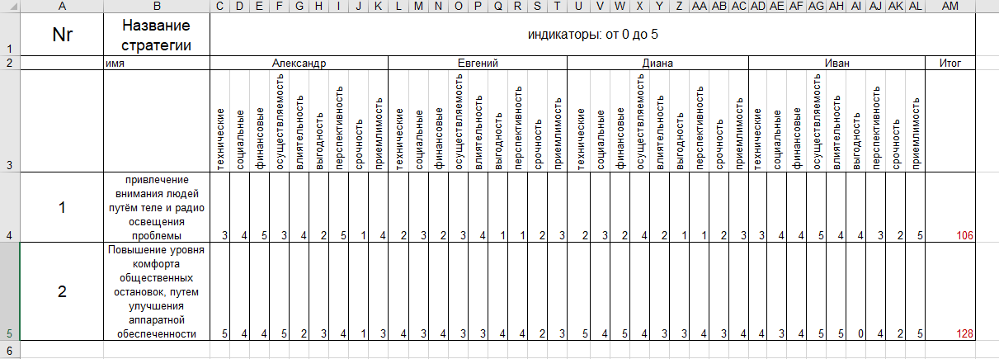 A B C D E F G H I J K L M N O P Q R S T U V W X Y Z AA AB AC AD AE AF AG AH AI AJ AK AL AM
1 Nr Название стратегии индикаторы: от 0 до 5
2 имя Александр Евгений Диана Иван Итог
3 технические социальные финансовые осуществляемость влиятельность выгодность перспективность срочность приемлимость технические социальные финансовые осуществляемость влиятельность выгодность перспективность срочность приемлимость технические социальные финансовые осуществляемость влиятельность выгодность перспективность срочность приемлимость технические социальные финансовые осуществляемость влиятельность выгодность перспективность срочность приемлимость
1
привлечение
внимания людей
путём теле и радио
освещения
проблемы
4 3 4 5 3 4 2 5 1 4 2 3 2 3 4 1 1 2 3 2 3 2 4 2 1 1 2 3 3 4 4 5 4 4 3 2 5 106
2
Повышение уровня
комфорта
общественных
остановок, путем
улучшения
аппаратной
обеспеченности
5 5 4 4 5 2 3 4 1 3 4 3 4 3 3 4 4 2 3 5 4 5 4 3 3 4 3 4 4 3 4 5 5 0 4 2 5 128
6